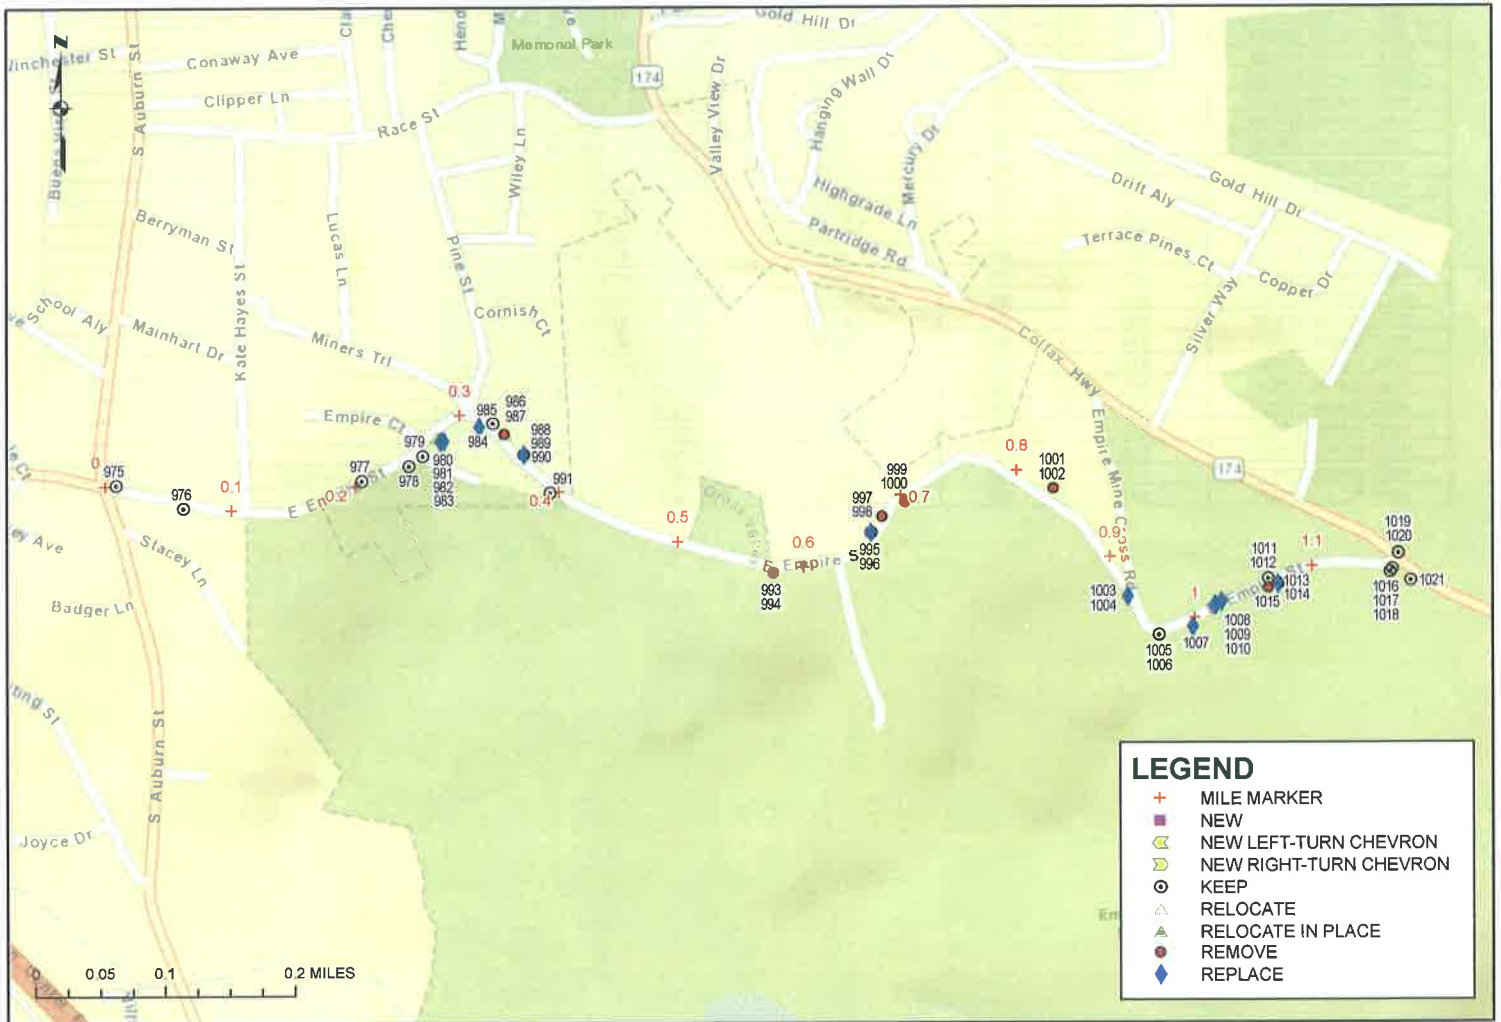 Gold Hill Dr
Memorial Park
S Auburn St
Conaway Ave
Clipper Ln
Race St
Wiley Ln
174
Valley View Dr
Hanging Wall Dr
Mercury Dr
Highgrade Ln
Partridge Rd
Drift Aly
Gold Hill Dr
Terrace Pines Ct
Copper Dr
Silver Way
Berryman St
Lucas Ln
Pine St
Kate Hayes St
School Aly
Mainhart Dr
Miners Trl
Cornish Ct
Colfax Hwy
Empire Ct
Empire Mine Cross Rd
174
0
975
976
0.1
E Empire St
0.2
977
978
979
980
981
982
983
0.3
984
985
986
987
988
989
990
991
0.4
0.5
993
994
0.6
E Empire S
995
996
997
998
999
1000
0.7
0.8
1001
1002
0.9
1003
1004
1005
1006
1
1007
1008
1009
1010
Empire St
1011
1012
1013
1014
1015
1.1
1016
1017
1018
1019
1020
1021
ey Ave
Stacey Ln
Badger Ln
S Auburn St
Joyce Dr
0 0.05 0.1 0.2 MILES
LEGEND
MILE MARKER
NEW
NEW LEFT-TURN CHEVRON
NEW RIGHT-TURN CHEVRON
KEEP
RELOCATE
RELOCATE IN PLACE
REMOVE
REPLACE